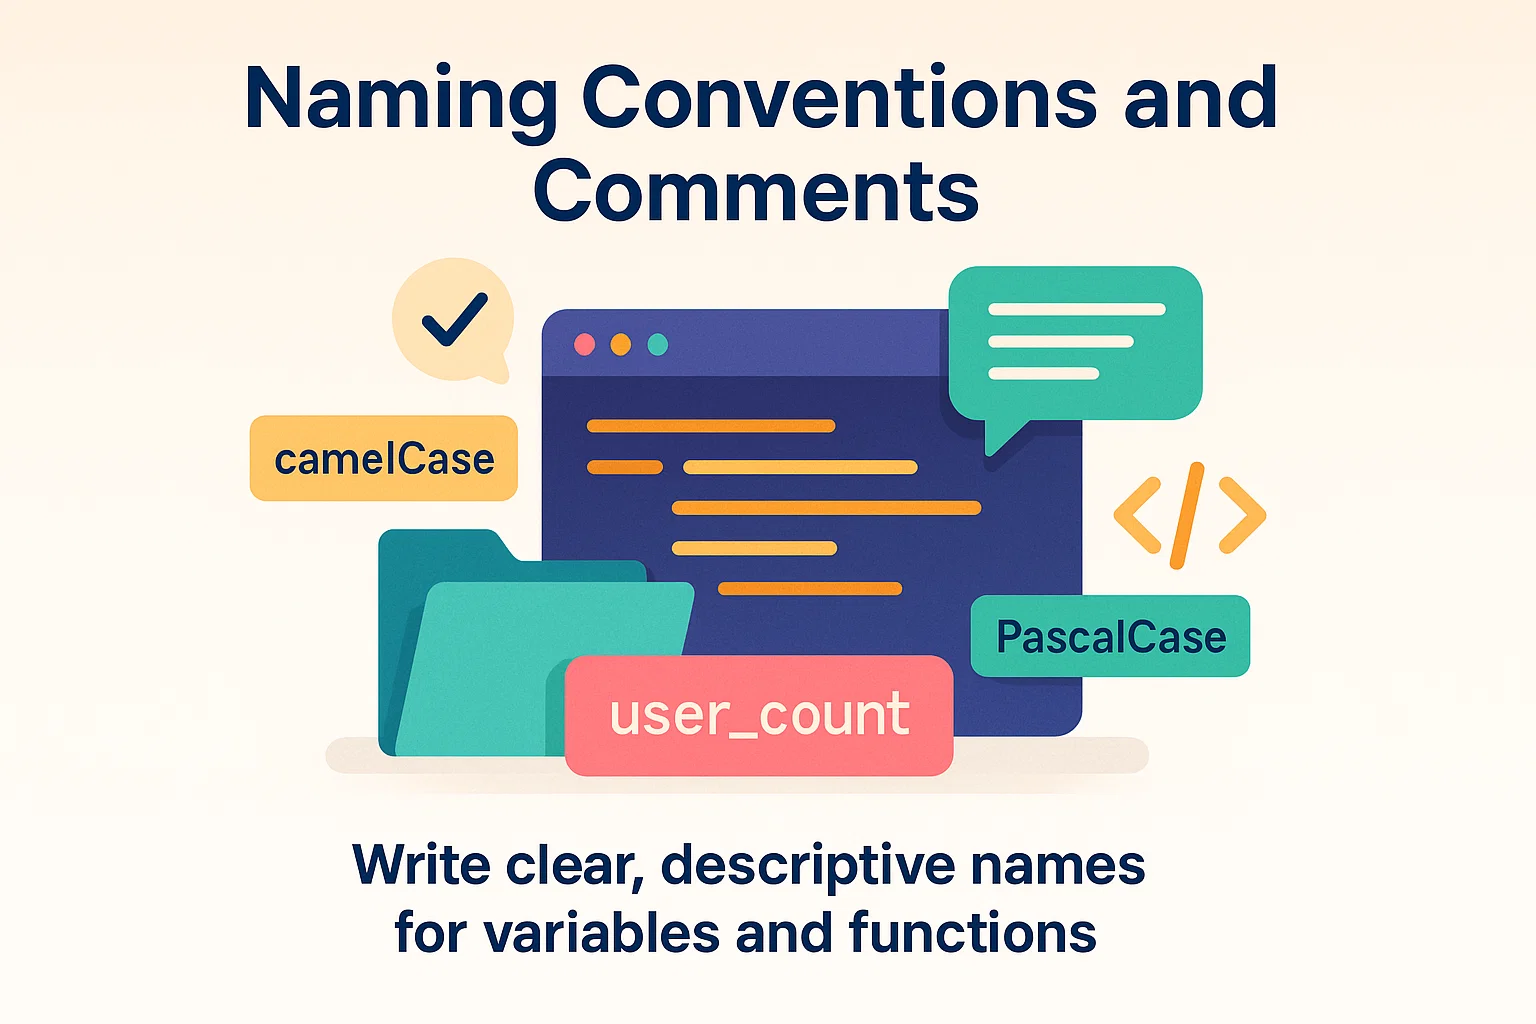 Naming Conventions and
Comments
camelCase
PascalCase
user_count
Write clear, descriptive names
for variables and functions